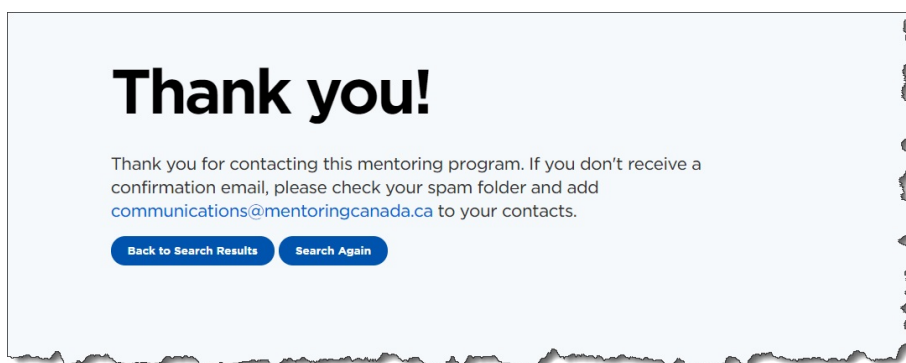 Thank you!
Thank you for contacting this mentoring program. If you don't receive a
confirmation email, please check your spam folder and add
communications@mentoringcanada.ca to your contacts.
Back to Search Results
Search Again